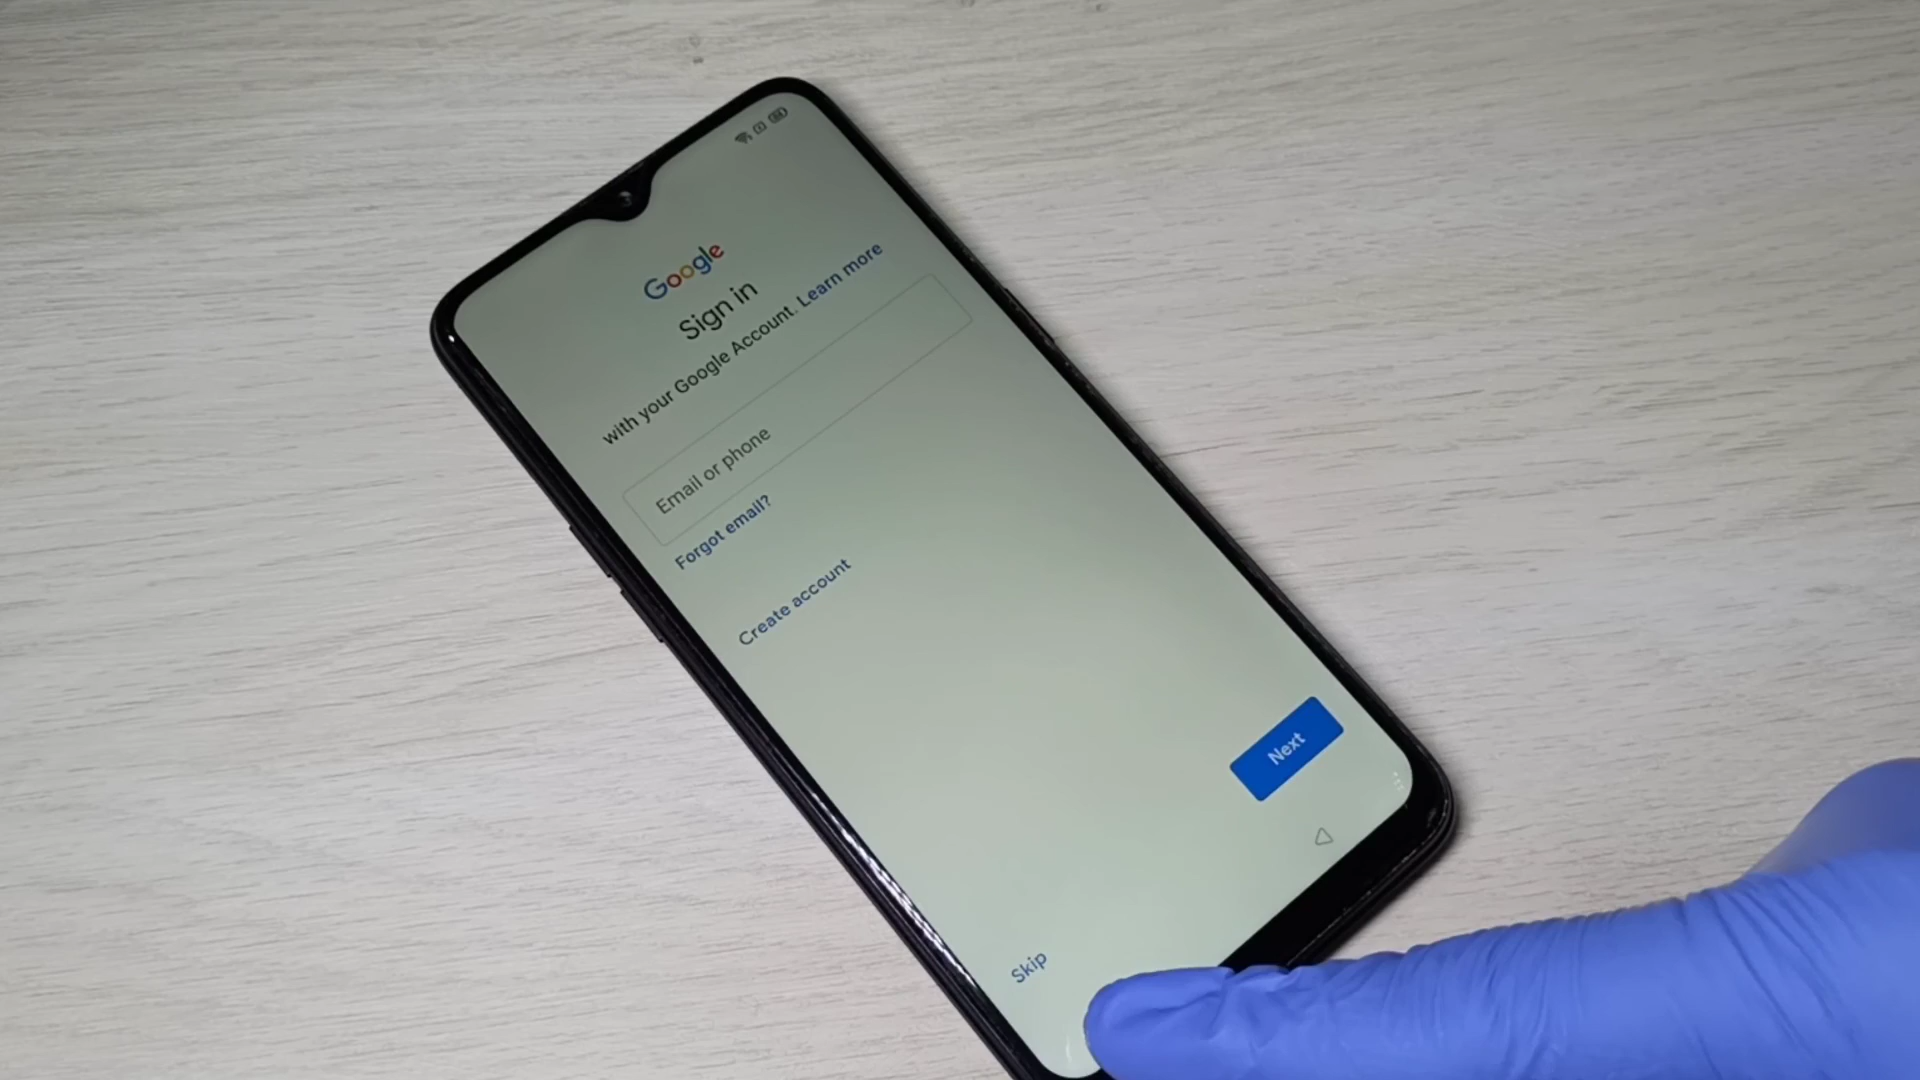 Google
Sign in
with your Google Account. Learn more
Email or phone
Forgot email?
Create account
Next
Skip